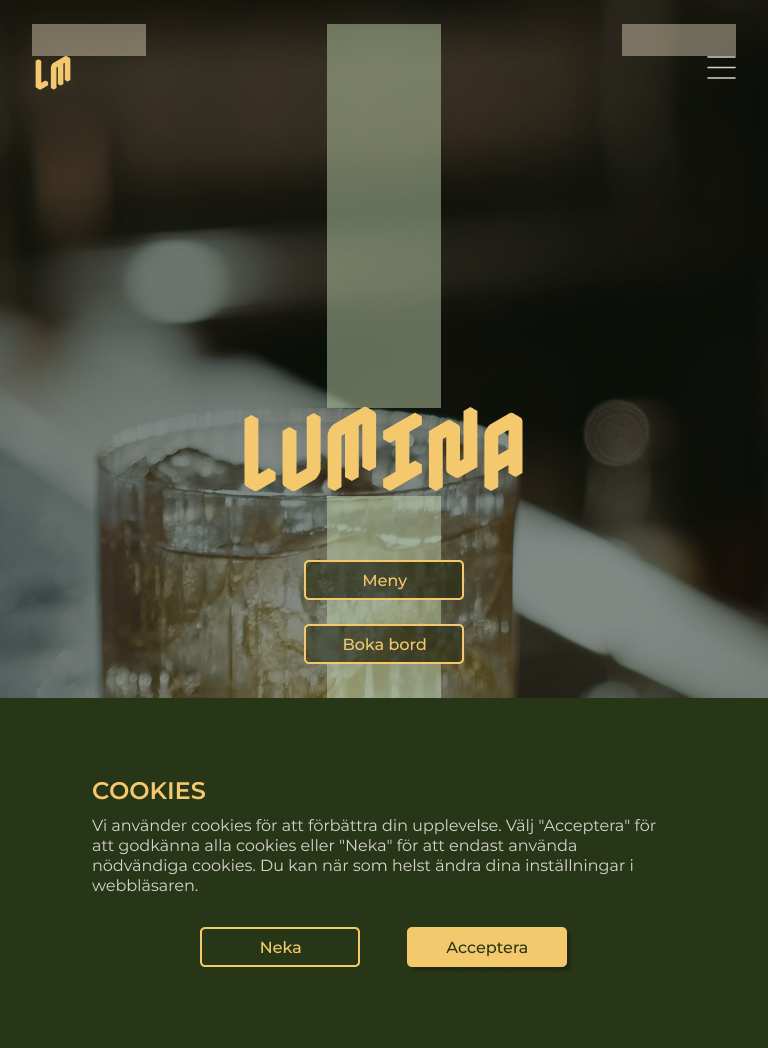 LM
LUMINA
Meny
Boka bord
COOKIES
Vi använder cookies för att förbättra din upplevelse. Välj "Acceptera" för
att godkänna alla cookies eller "Neka" för att endast använda
nödvändiga cookies. Du kan när som helst ändra dina inställningar i
webbläsaren.
Neka
Acceptera